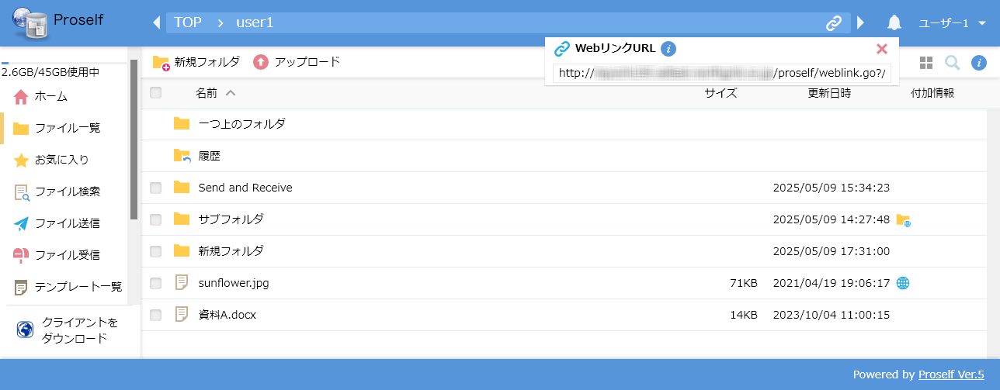 Proself
TOP > user1
ユーザー1
2.6GB/45GB使用中
ホーム
ファイル一覧
お気に入り
ファイル検索
ファイル送信
ファイル受信
テンプレート一覧
クライアントを
ダウンロード
新規フォルダ アップロード
WebリンクURL
http:// /proself/weblink.go?/
名前 サイズ 更新日時 付加情報
一つ上のフォルダ
履歴
Send and Receive 2025/05/09 15:34:23
サブフォルダ 2025/05/09 14:27:48
新規フォルダ 2025/05/09 17:31:00
sunflower.jpg 71KB 2021/04/19 19:06:17
資料A.docx 14KB 2023/10/04 11:00:15
Powered by Proself Ver.5